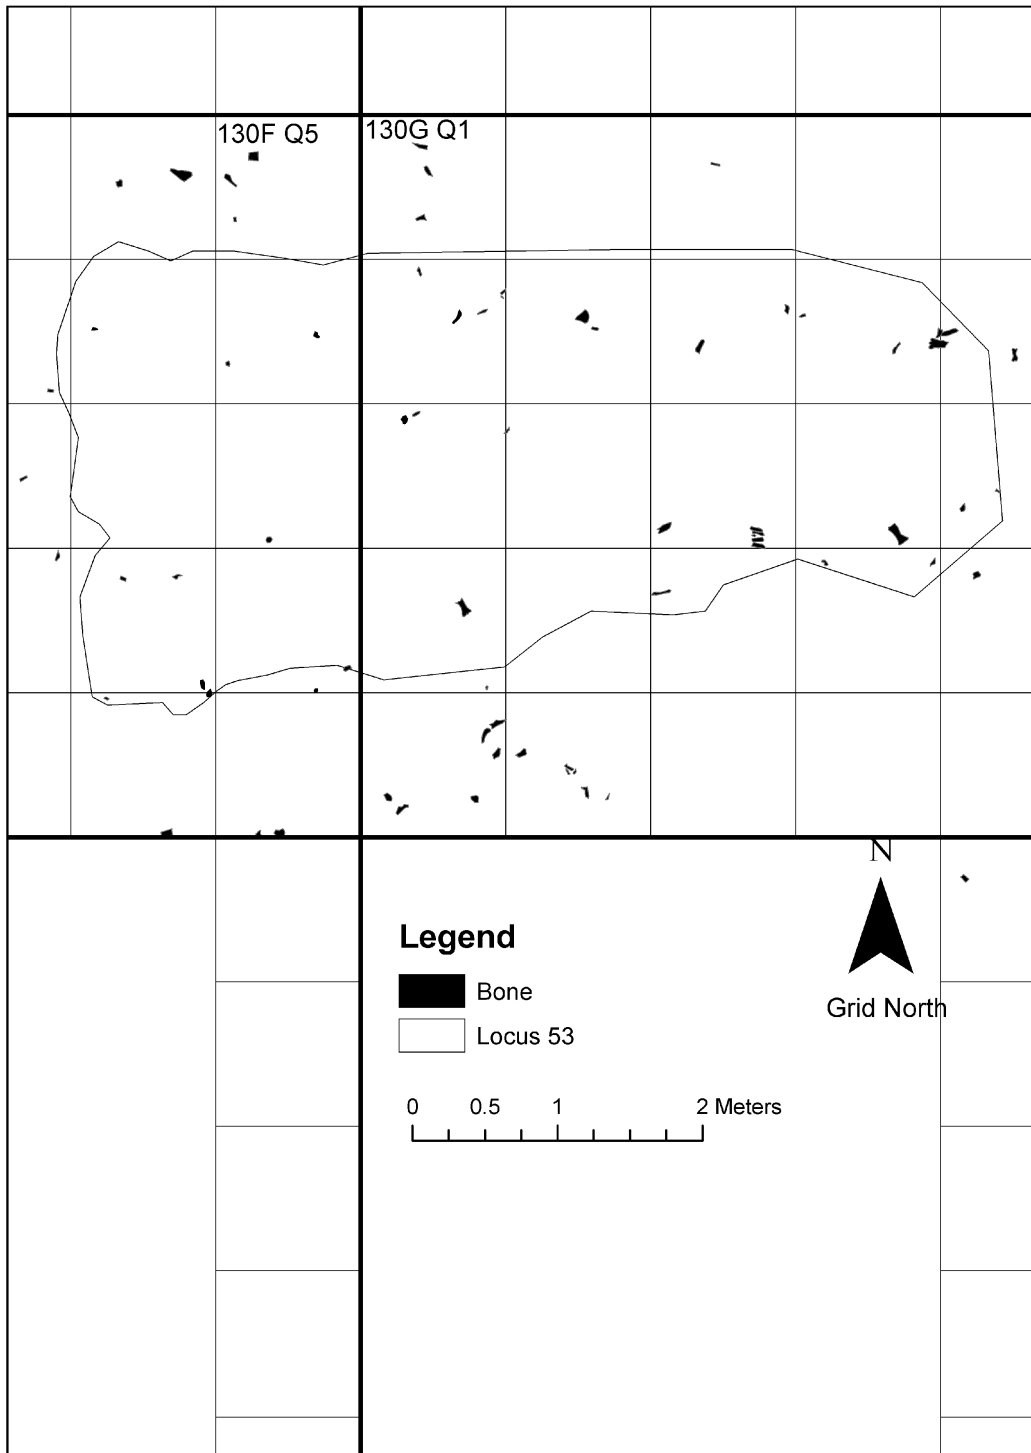 130F Q5
130G Q1
N
Grid North
Legend
Bone
Locus 53
0 0.5 1 2 Meters